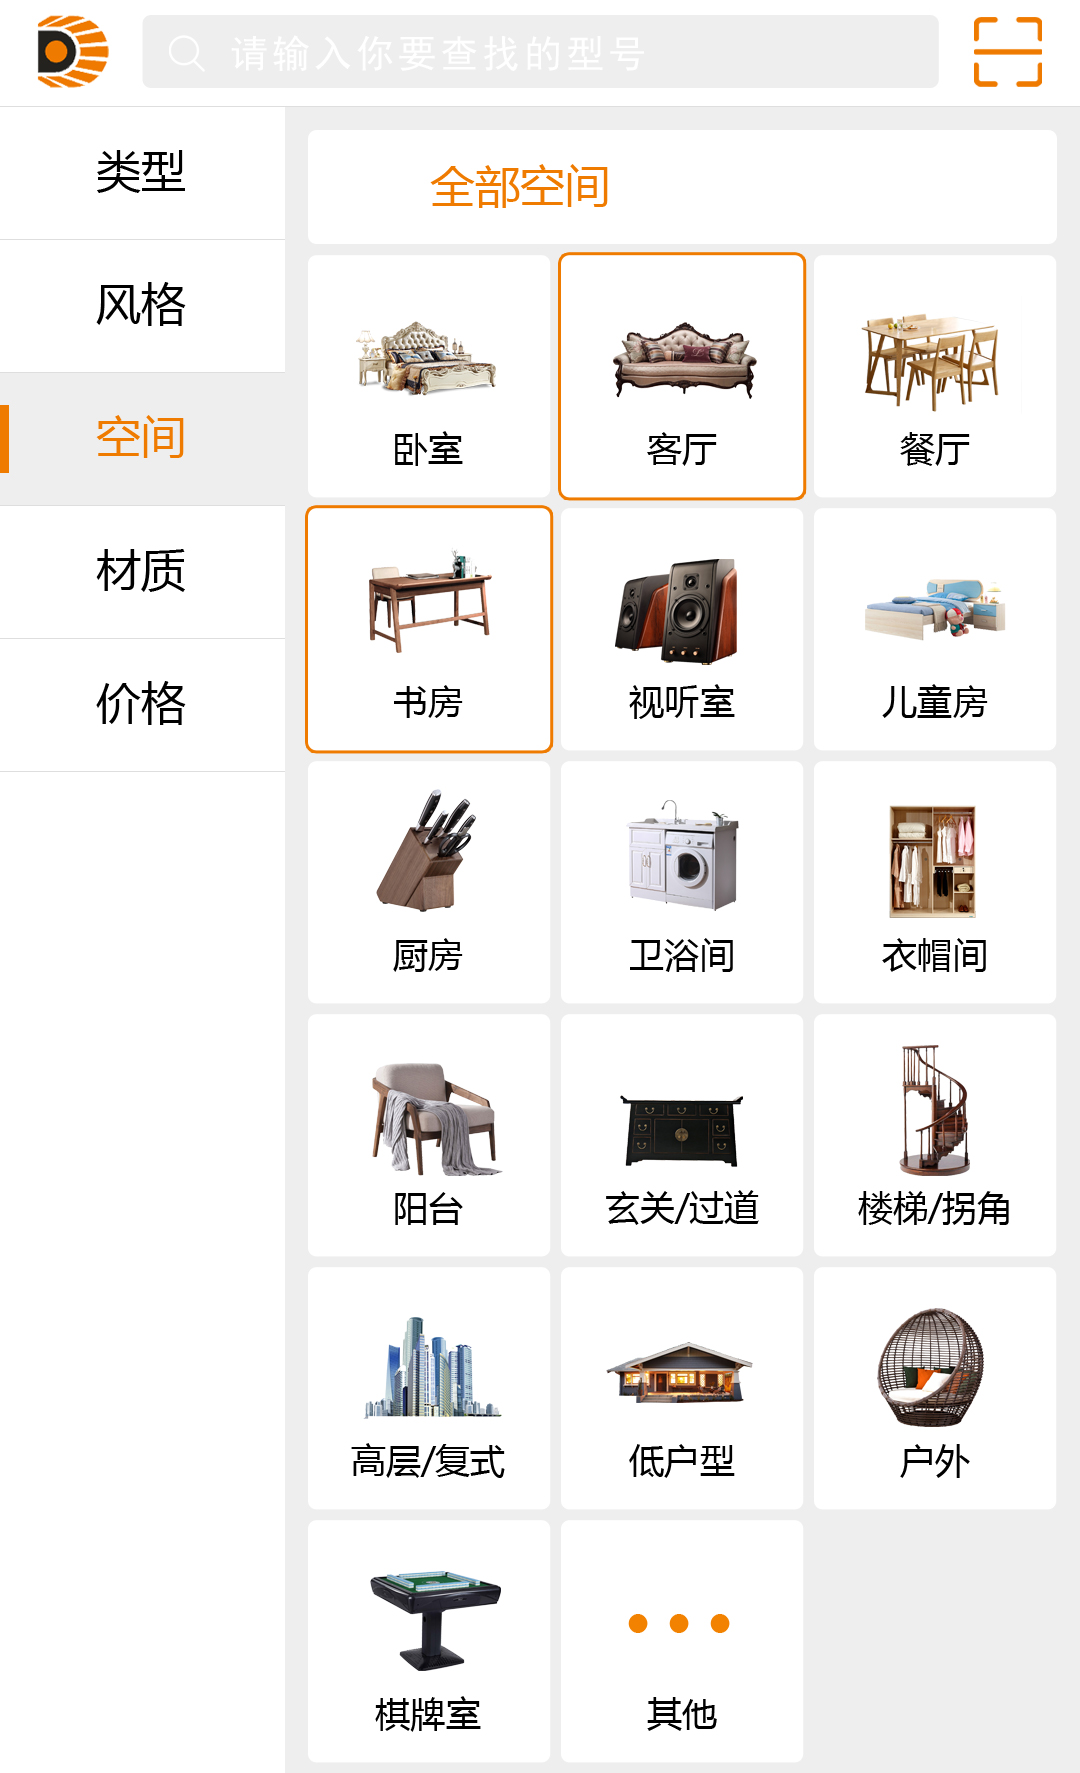 请输入你要查找的型号
类型
风格
空间
材质
价格
全部空间
卧室
客厅
餐厅
书房
视听室
儿童房
厨房
卫浴间
衣帽间
阳台
玄关/过道
楼梯/拐角
高层/复式
低户型
户外
棋牌室
其他